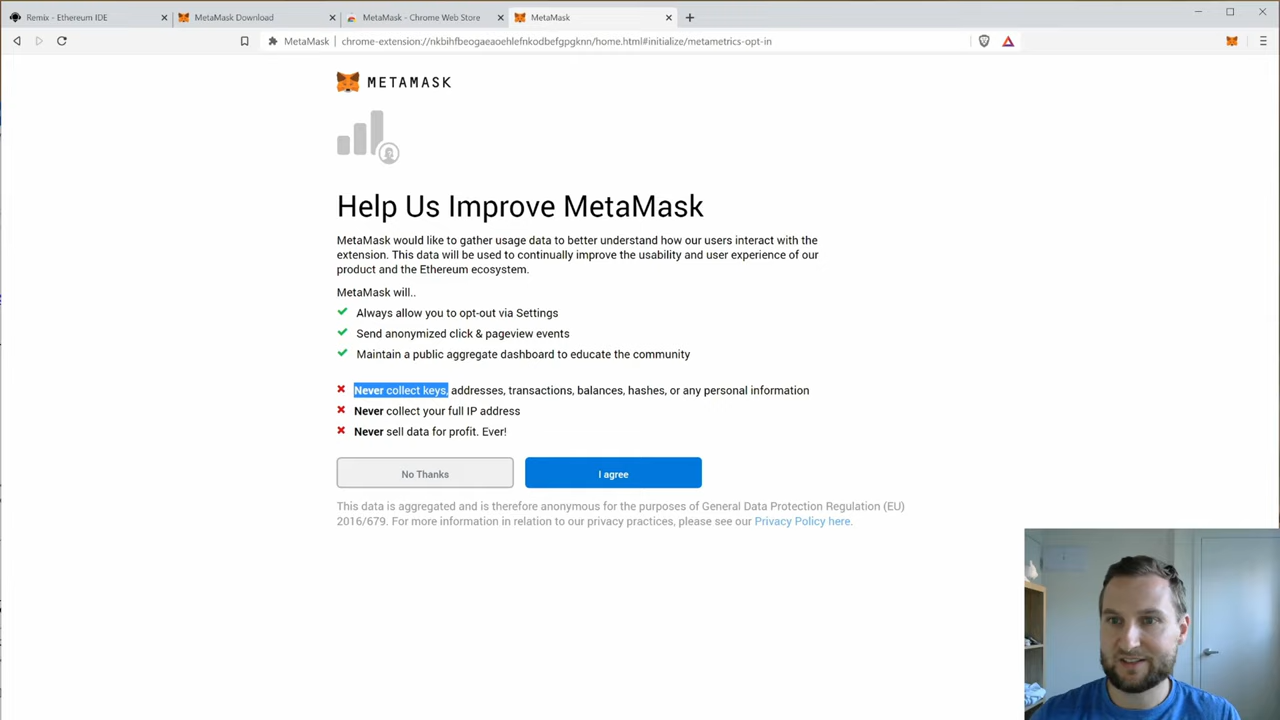 Remix - Ethereum IDE
MetaMask Download
MetaMask - Chrome Web Store
MetaMask
MetaMask
chrome-extension://nkbihfbeogaeaoehlefnkodbefgpgknn/home.html#initialize/metametrics-opt-in
METAMASK
Help Us Improve MetaMask
MetaMask would like to gather usage data to better understand how our users interact with the
extension. This data will be used to continually improve the usability and user experience of our
product and the Ethereum ecosystem.
MetaMask will..
Always allow you to opt-out via Settings
Send anonymized click & pageview events
Maintain a public aggregate dashboard to educate the community
Never collect keys, addresses, transactions, balances, hashes, or any personal information
Never collect your full IP address
Never sell data for profit. Ever!
No Thanks
I agree
This data is aggregated and is therefore anonymous for the purposes of General Data Protection Regulation (EU)
2016/679. For more information in relation to our privacy practices, please see our Privacy Policy here.